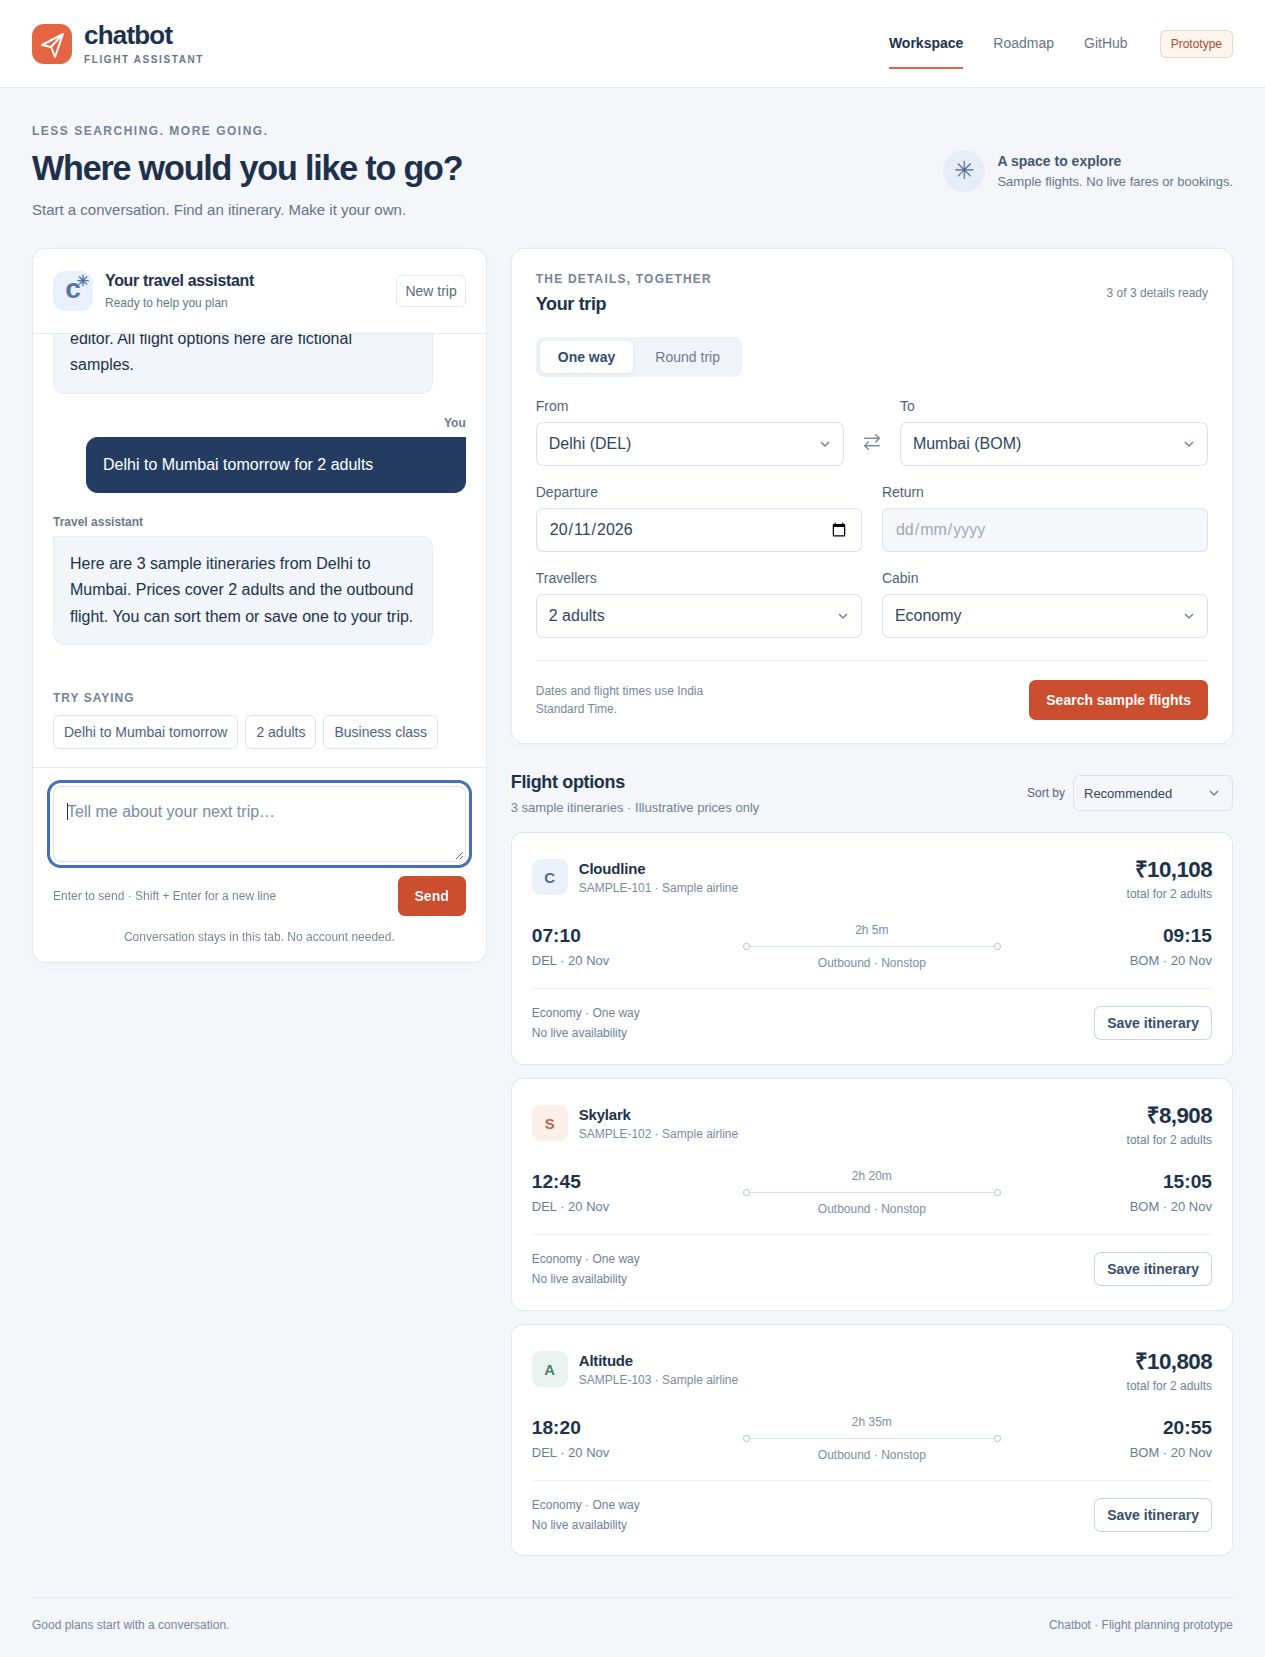 chatbot
FLIGHT ASSISTANT
Workspace
Roadmap
GitHub
Prototype
LESS SEARCHING. MORE GOING.
Where would you like to go?
Start a conversation. Find an itinerary. Make it your own.
A space to explore
Sample flights. No live fares or bookings.
c
Your travel assistant
Ready to help you plan
New trip
editor. All flight options here are fictional
samples.
You
Delhi to Mumbai tomorrow for 2 adults
Travel assistant
Here are 3 sample itineraries from Delhi to
Mumbai. Prices cover 2 adults and the outbound
flight. You can sort them or save one to your trip.
TRY SAYING
Delhi to Mumbai tomorrow
2 adults
Business class
Tell me about your next trip…
Enter to send · Shift + Enter for a new line
Send
Conversation stays in this tab. No account needed.
THE DETAILS, TOGETHER
Your trip
3 of 3 details ready
One way
Round trip
From
To
Delhi (DEL)
Mumbai (BOM)
Departure
Return
20/11/2026
dd/mm/yyyy
Travellers
Cabin
2 adults
Economy
Dates and flight times use India
Standard Time.
Search sample flights
Flight options
3 sample itineraries · Illustrative prices only
Sort by
Recommended
C
Cloudline
SAMPLE-101 · Sample airline
₹10,108
total for 2 adults
07:10
DEL · 20 Nov
2h 5m
Outbound · Nonstop
09:15
BOM · 20 Nov
Economy · One way
No live availability
Save itinerary
S
Skylark
SAMPLE-102 · Sample airline
₹8,908
total for 2 adults
12:45
DEL · 20 Nov
2h 20m
Outbound · Nonstop
15:05
BOM · 20 Nov
Economy · One way
No live availability
Save itinerary
A
Altitude
SAMPLE-103 · Sample airline
₹10,808
total for 2 adults
18:20
DEL · 20 Nov
2h 35m
Outbound · Nonstop
20:55
BOM · 20 Nov
Economy · One way
No live availability
Save itinerary
Good plans start with a conversation.
Chatbot · Flight planning prototype